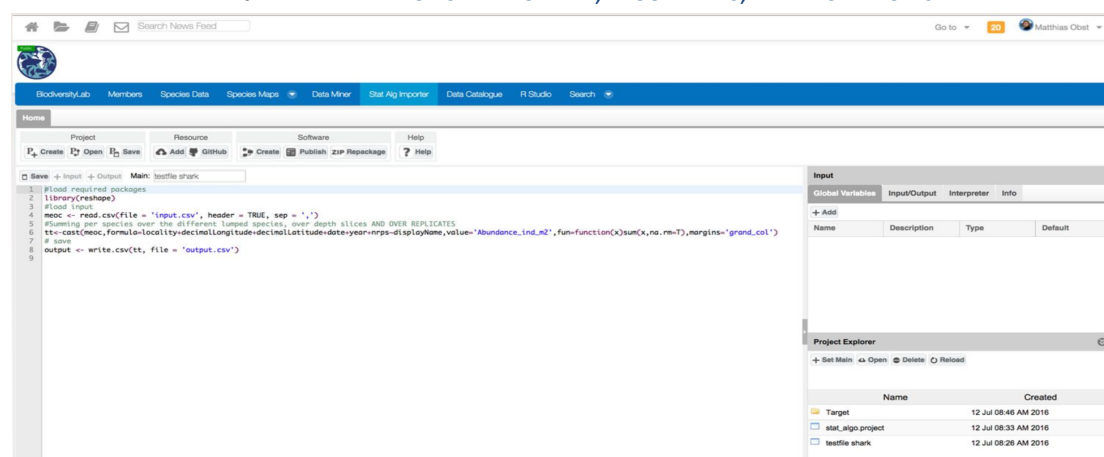 Search News Feed
Go to
20
Matthias Obst
BiodiversityLab Members Species Data Species Maps Data Miner Stat Alg Importer Data Catalogue R Studio Search
Home
Project Resource Software Help
Create Open Save Add GitHub Create Publish ZIP Repackage ? Help
Save + Input + Output Main: testfile shark
1 #load required packages
2 library(reshape)
3 #load input
4 meoc <- read.csv(file = 'input.csv', header = TRUE, sep = ',')
5 #Summing per species over the different lumped species, over depth slices AND OVER REPLICATES
6 tt<-cast(meoc,formula=locality+decimalLongitude+decimalLatitude+date+year+nrps~displayName,value='Abundance_ind_m2',fun=function(x)sum(x,na.rm=T),margins='grand_col')
7 # save
8 output <- write.csv(tt, file = 'output.csv')
9
Input
Global Variables Input/Output Interpreter Info
+ Add
Name Description Type Default
Project Explorer
+ Set Main Open Delete Reload
Name Created
Target 12 Jul 08:46 AM 2016
stat_algo.project 12 Jul 08:33 AM 2016
testfile shark 12 Jul 08:26 AM 2016